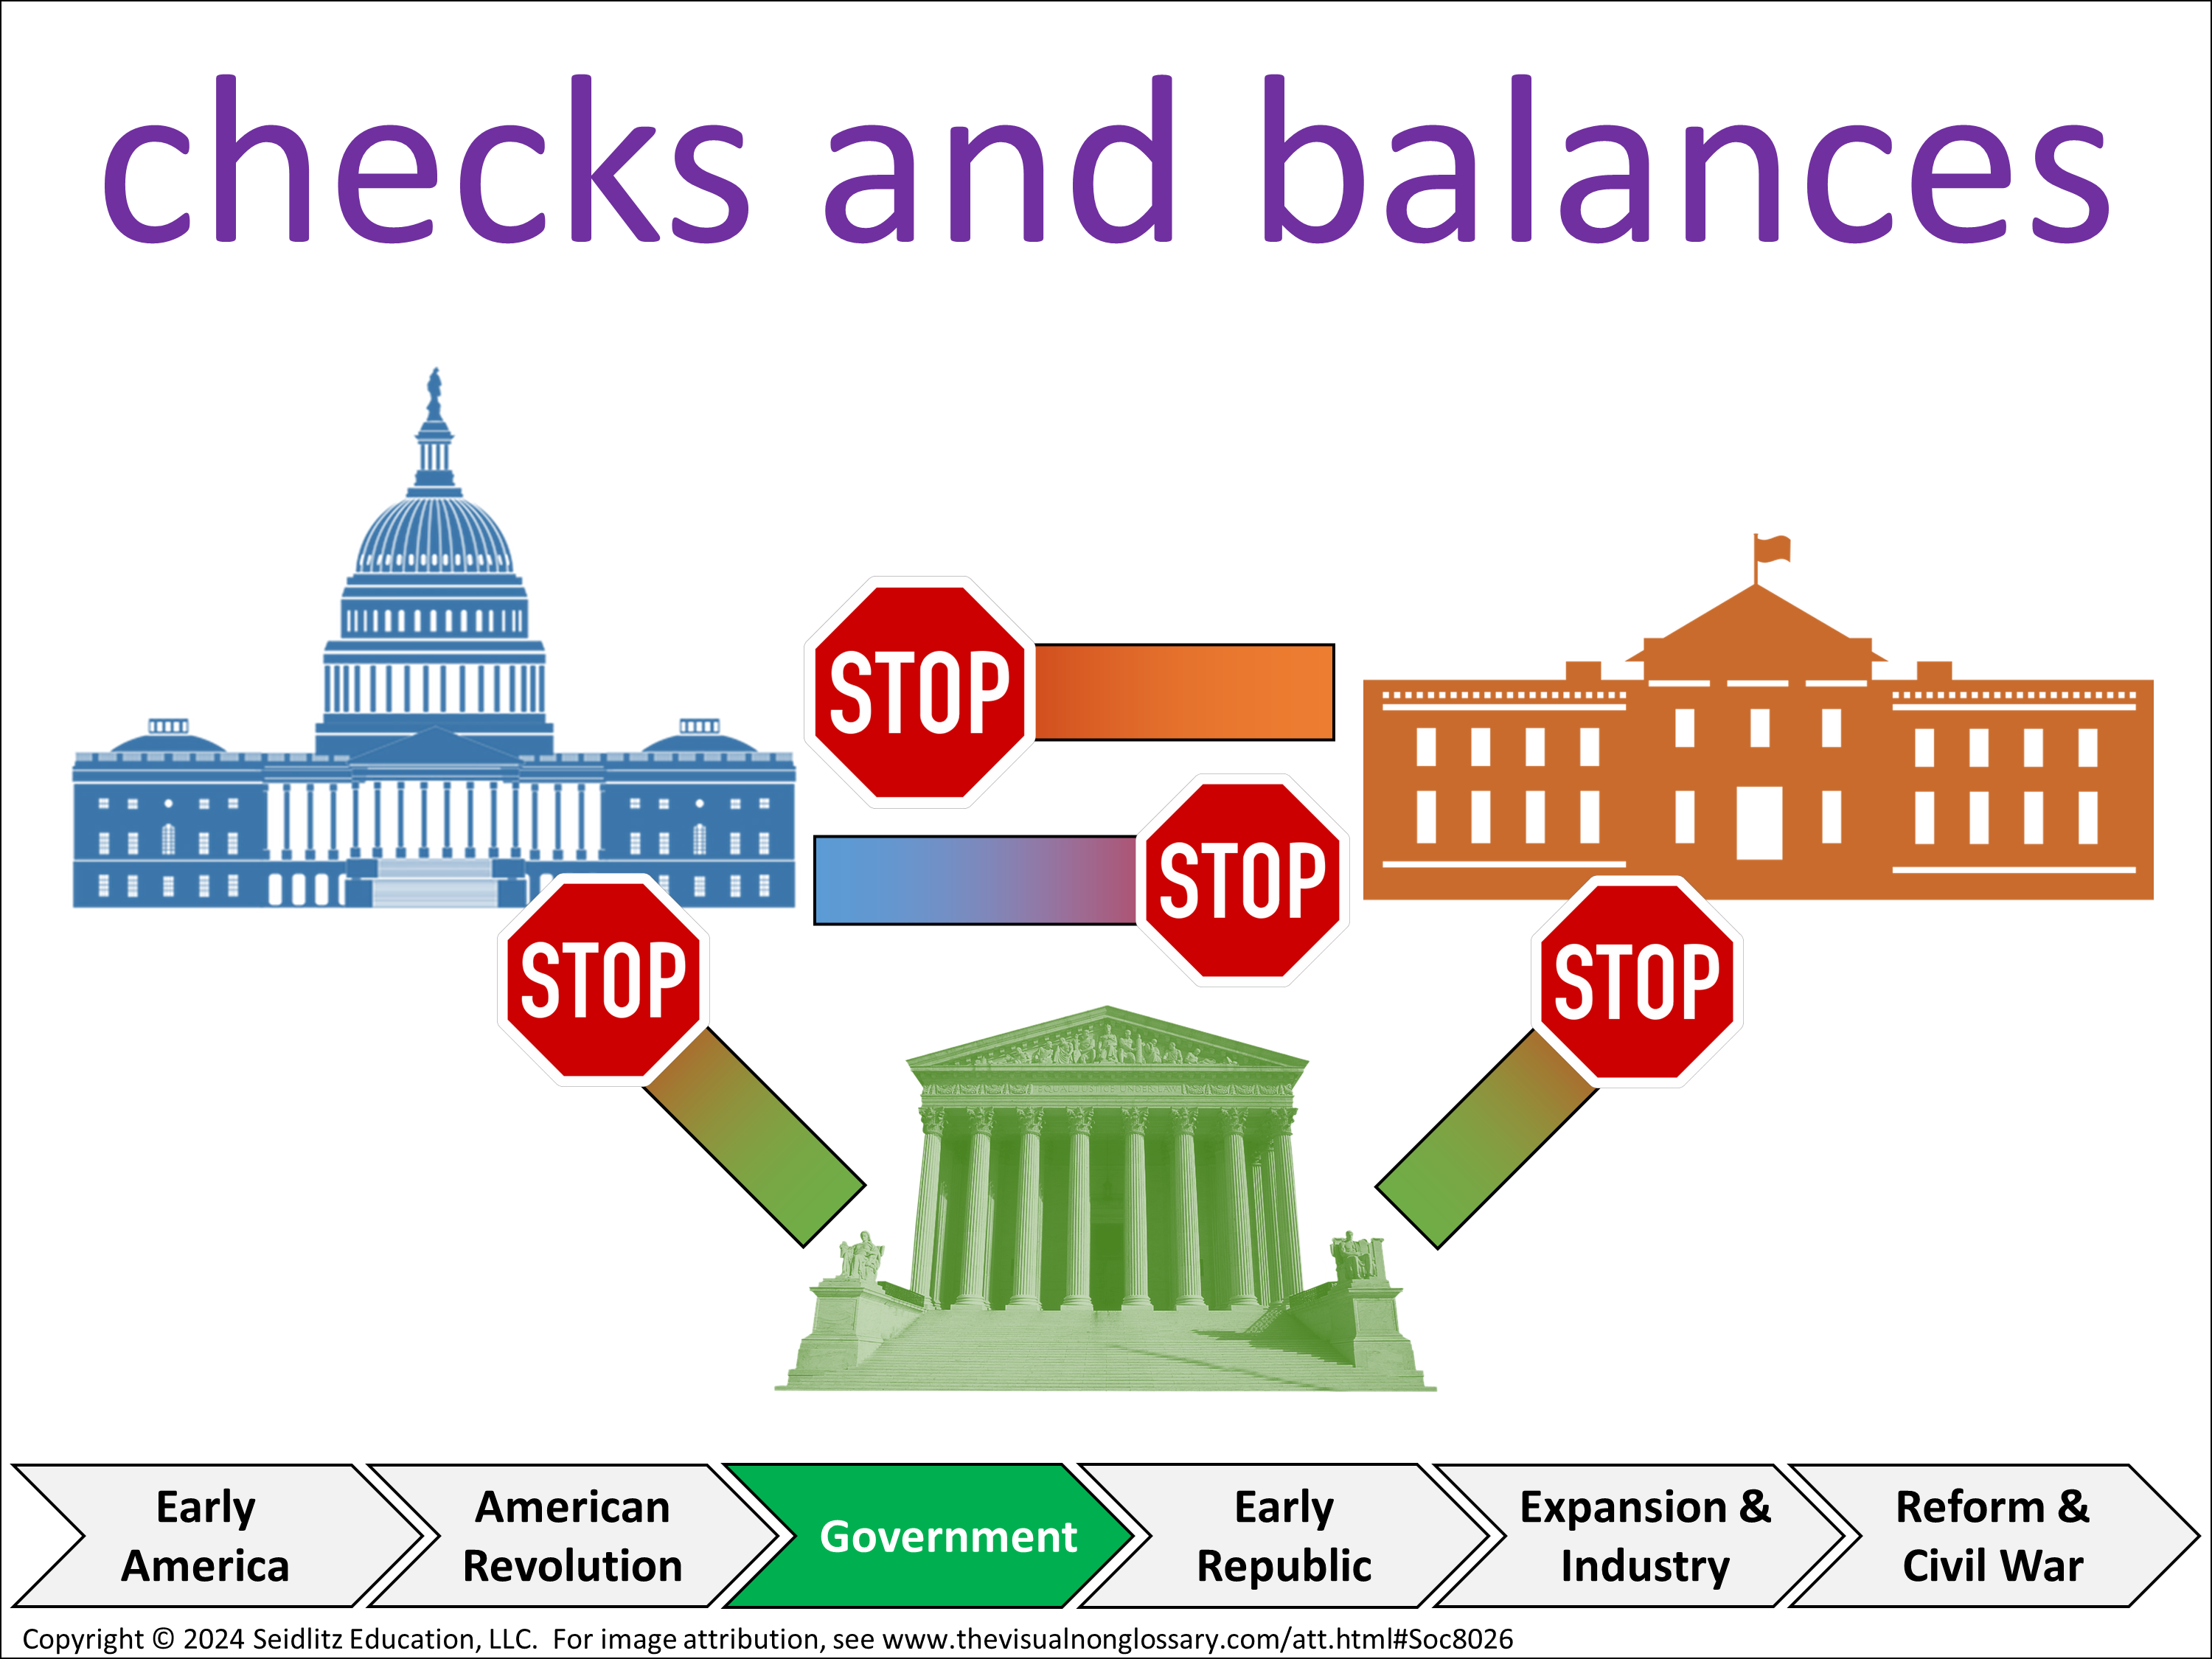 checks and balances
STOP
STOP
STOP
STOP
Early
America
American
Revolution
Government
Early
Republic
Expansion &
Industry
Reform &
Civil War
Copyright © 2024 Seidlitz Education, LLC.  For image attribution, see www.thevisualnonglossary.com/att.html#Soc8026